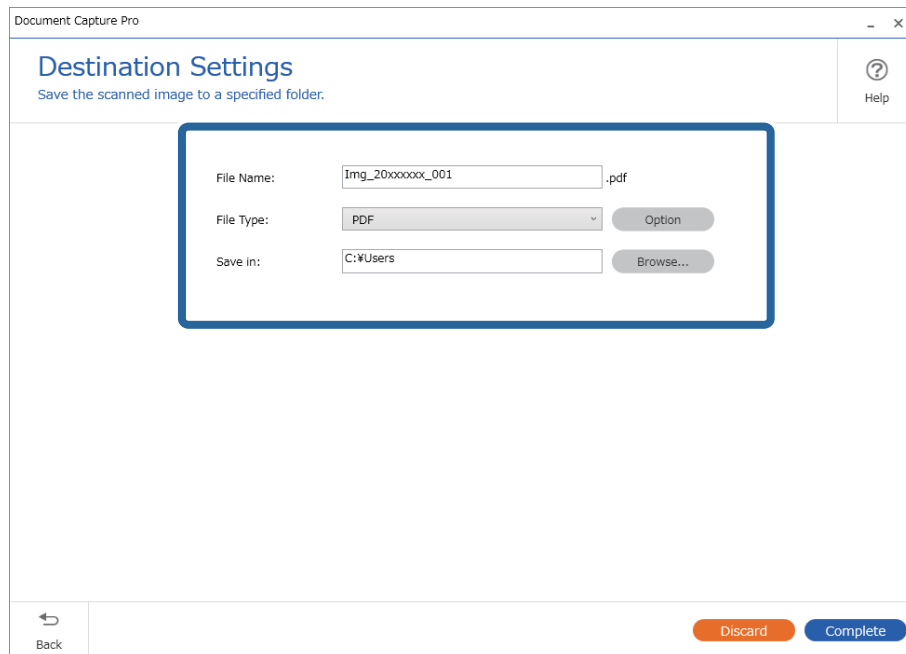 Document Capture Pro
Destination Settings
Save the scanned image to a specified folder.
Help
File Name: Img_20xxxxxx_001 .pdf
File Type: PDF Option
Save in: C:¥Users Browse...
Back
Discard Complete